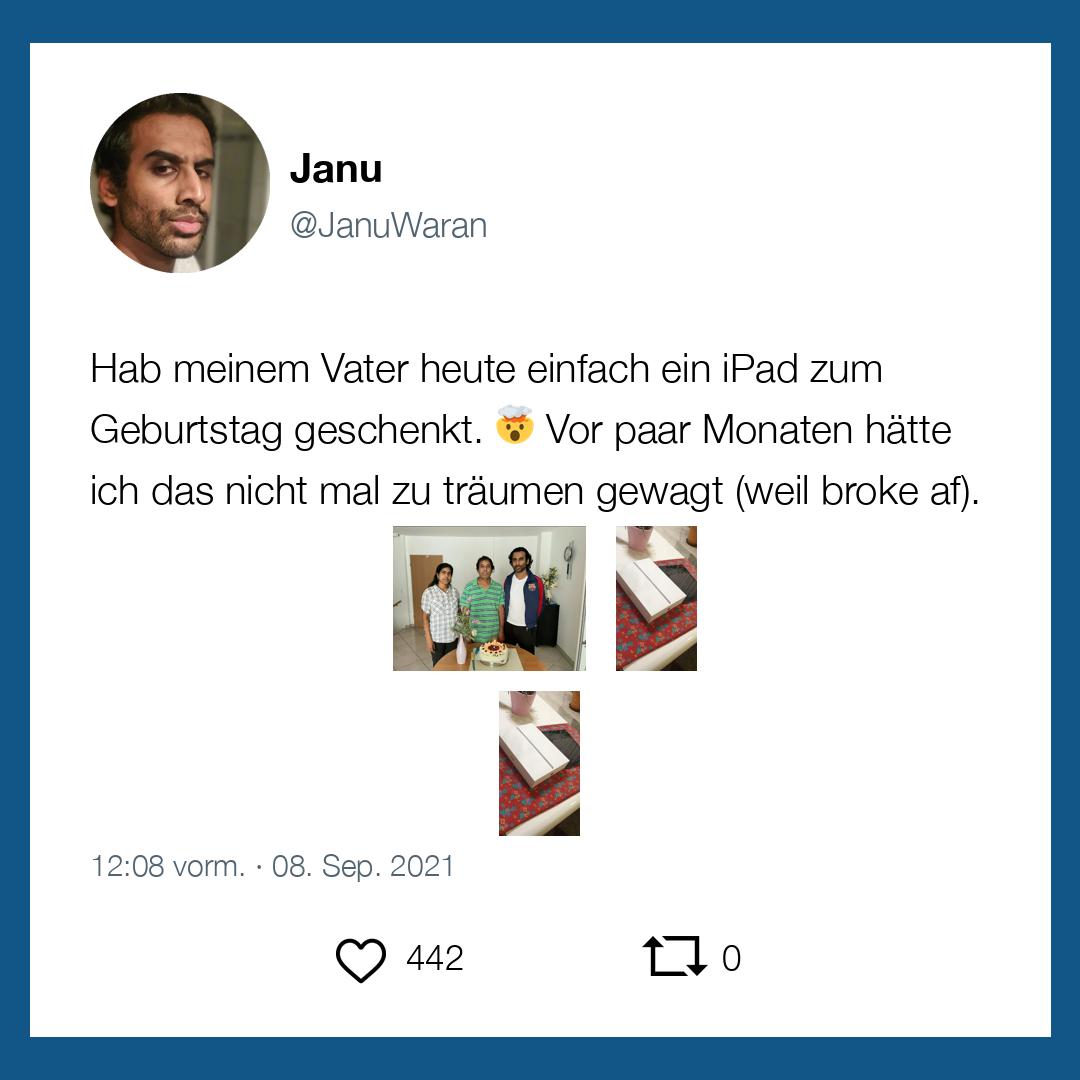 Janu
@JanuWaran
Hab meinem Vater heute einfach ein iPad zum
Geburtstag geschenkt. 🤯 Vor paar Monaten hätte
ich das nicht mal zu träumen gewagt (weil broke af).
12:08 vorm. · 08. Sep. 2021
442
0